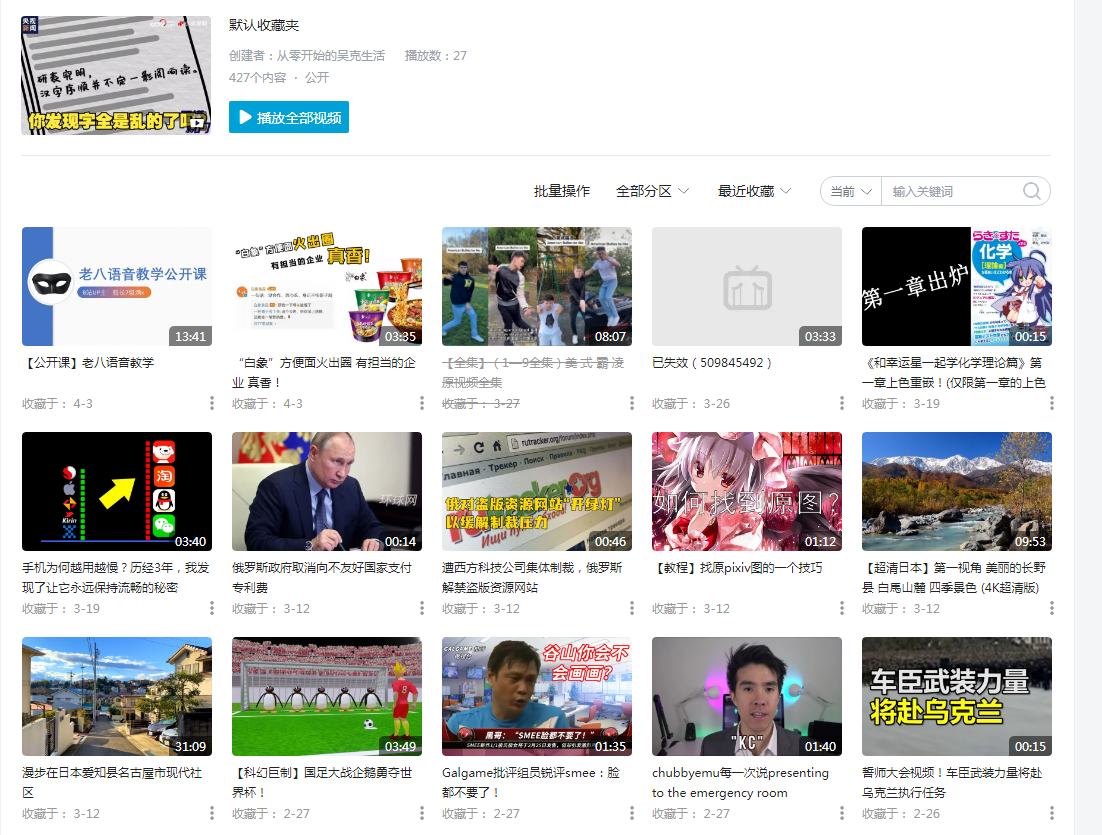 央视
新闻
研表究明，
汉字序顺并不定一影阅响读。
你发现字全是乱的了吗
默认收藏夹
创建者：从零开始的吴克生活 播放数：27
427个内容 · 公开
播放全部视频
批量操作 全部分区 最近收藏 当前 输入关键词
老八语音教学公开课
13:41
【公开课】老八语音教学
收藏于： 4-3
“白象”方便面火出圈
有担当的企业 真香！
03:35
“白象”方便面火出圈 有担当的企
业 真香！
收藏于： 4-3
08:07
【全集】（1—9全集）美 式 霸 凌
原视频全集
收藏于： 3-27
03:33
已失效（509845492）
收藏于： 3-26
第一章出炉
らき☆すた
化学
[理論編]
00:15
《和幸运星一起学化学理论篇》第
一章上色重嵌！(仅限第一章的上色
收藏于： 3-19
Kirin
淘
03:40
手机为何越用越慢？历经3年，我发
现了让它永远保持流畅的秘密
收藏于： 3-19
环球网
00:14
俄罗斯政府取消向不友好国家支付
专利费
收藏于： 3-12
rutracker.org/forum/index.php
лавная · Трекер · Поиск · Правила · FAQ
俄对盗版资源网站“开绿灯”
以缓解制裁压力
00:46
遭西方科技公司集体制裁，俄罗斯
解禁盗版资源网站
收藏于： 3-12
如何找到原图？
01:12
【教程】找原pixiv图的一个技巧
收藏于： 3-12
09:53
【超清日本】第一视角 美丽的长野
县 白馬山麓 四季景色 (4K超清版)
收藏于： 3-12
31:09
漫步在日本爱知县名古屋市现代社
区
收藏于： 3-12
8
03:49
【科幻巨制】国足大战企鹅勇夺世
界杯！
收藏于： 2-27
谷山你会不
会画画？
黑哥：“SMEE脸都不要了！”
01:35
Galgame批评组员锐评smee：脸
都不要了！
收藏于： 2-27
"KC"
01:40
chubbyemu每一次说presenting
to the emergency room
收藏于： 2-27
车臣武装力量
将赴乌克兰
00:15
誓师大会视频！车臣武装力量将赴
乌克兰执行任务
收藏于： 2-26